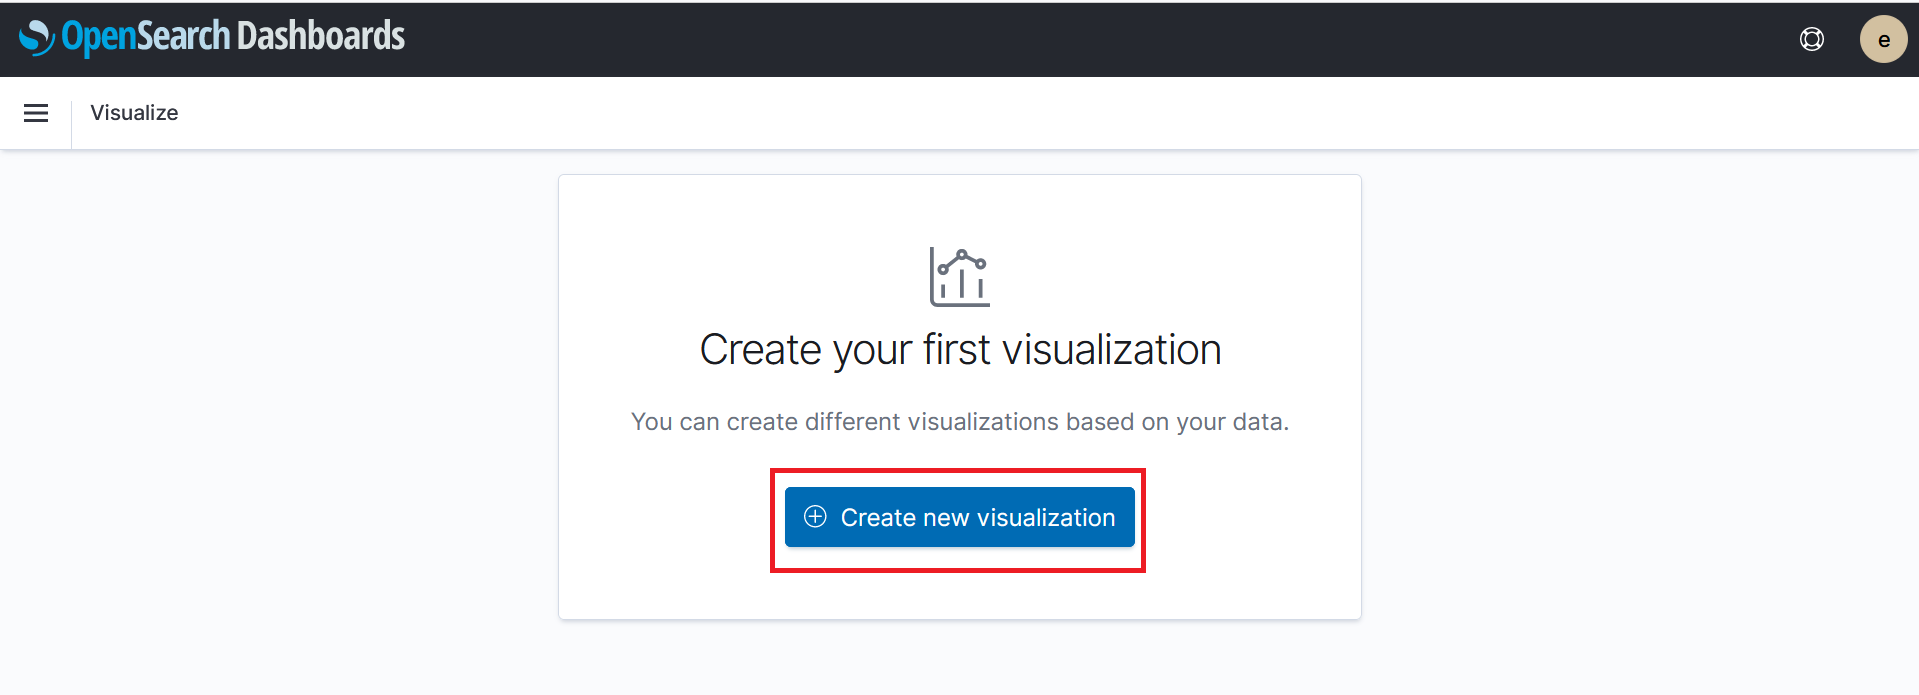 OpenSearch Dashboards
e
Visualize
Create your first visualization
You can create different visualizations based on your data.
Create new visualization